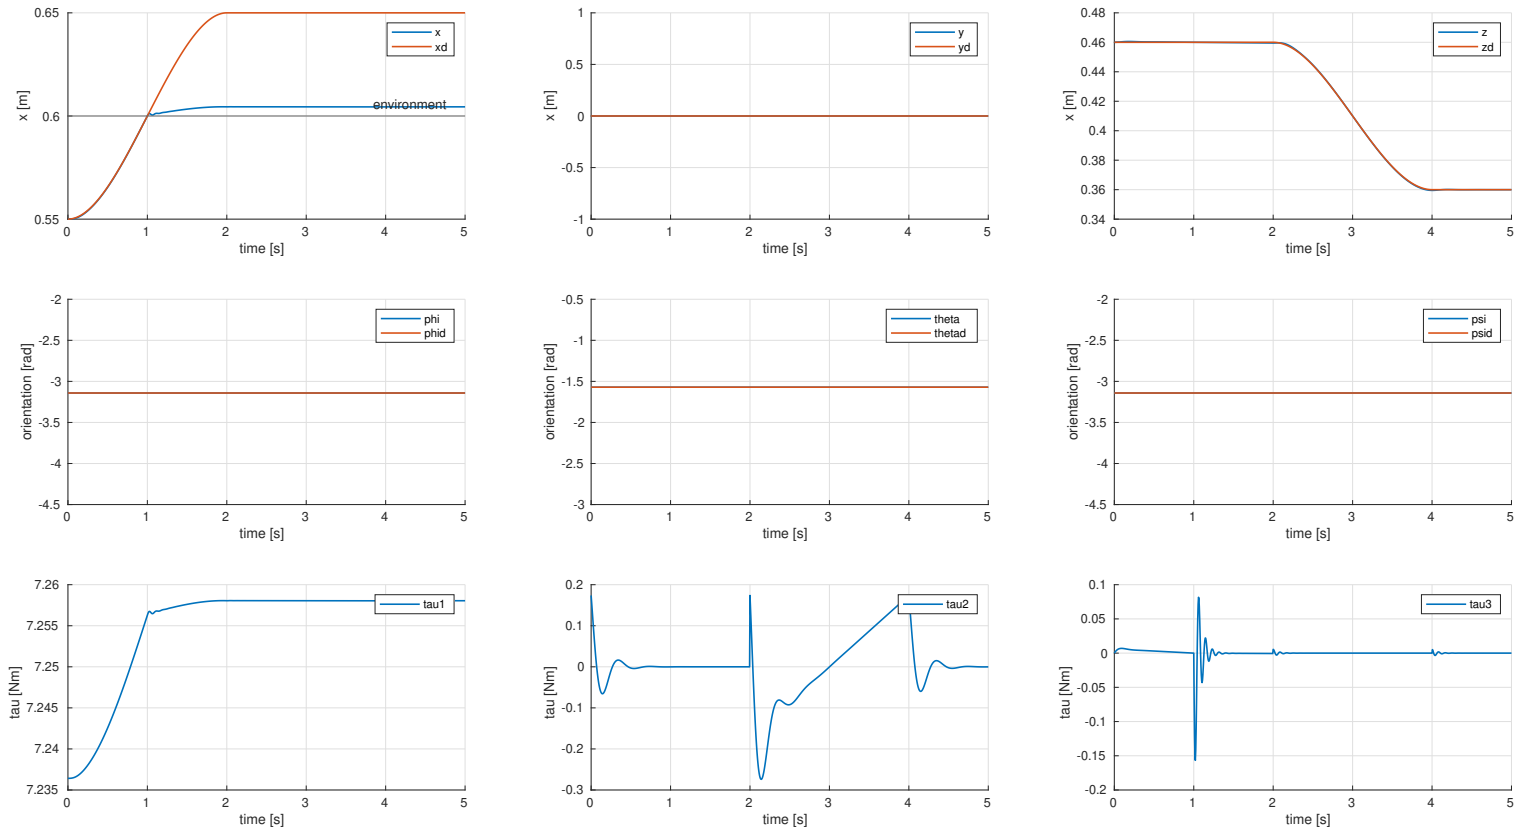 0.65
0.6
0.55
x [m]
x
xd
environment
0 1 2 3 4 5
time [s]
1
0.5
0
-0.5
-1
x [m]
y
yd
0 1 2 3 4 5
time [s]
0.48
0.46
0.44
0.42
0.4
0.38
0.36
0.34
x [m]
z
zd
0 1 2 3 4 5
time [s]
-2
-2.5
-3
-3.5
-4
-4.5
orientation [rad]
phi
phid
0 1 2 3 4 5
time [s]
-0.5
-1
-1.5
-2
-2.5
-3
orientation [rad]
theta
thetad
0 1 2 3 4 5
time [s]
-2
-2.5
-3
-3.5
-4
-4.5
orientation [rad]
psi
psid
0 1 2 3 4 5
time [s]
7.26
7.255
7.25
7.245
7.24
7.235
tau [Nm]
tau1
0 1 2 3 4 5
time [s]
0.2
0.1
0
-0.1
-0.2
-0.3
tau [Nm]
tau2
0 1 2 3 4 5
time [s]
0.1
0.05
0
-0.05
-0.1
-0.15
-0.2
tau [Nm]
tau3
0 1 2 3 4 5
time [s]